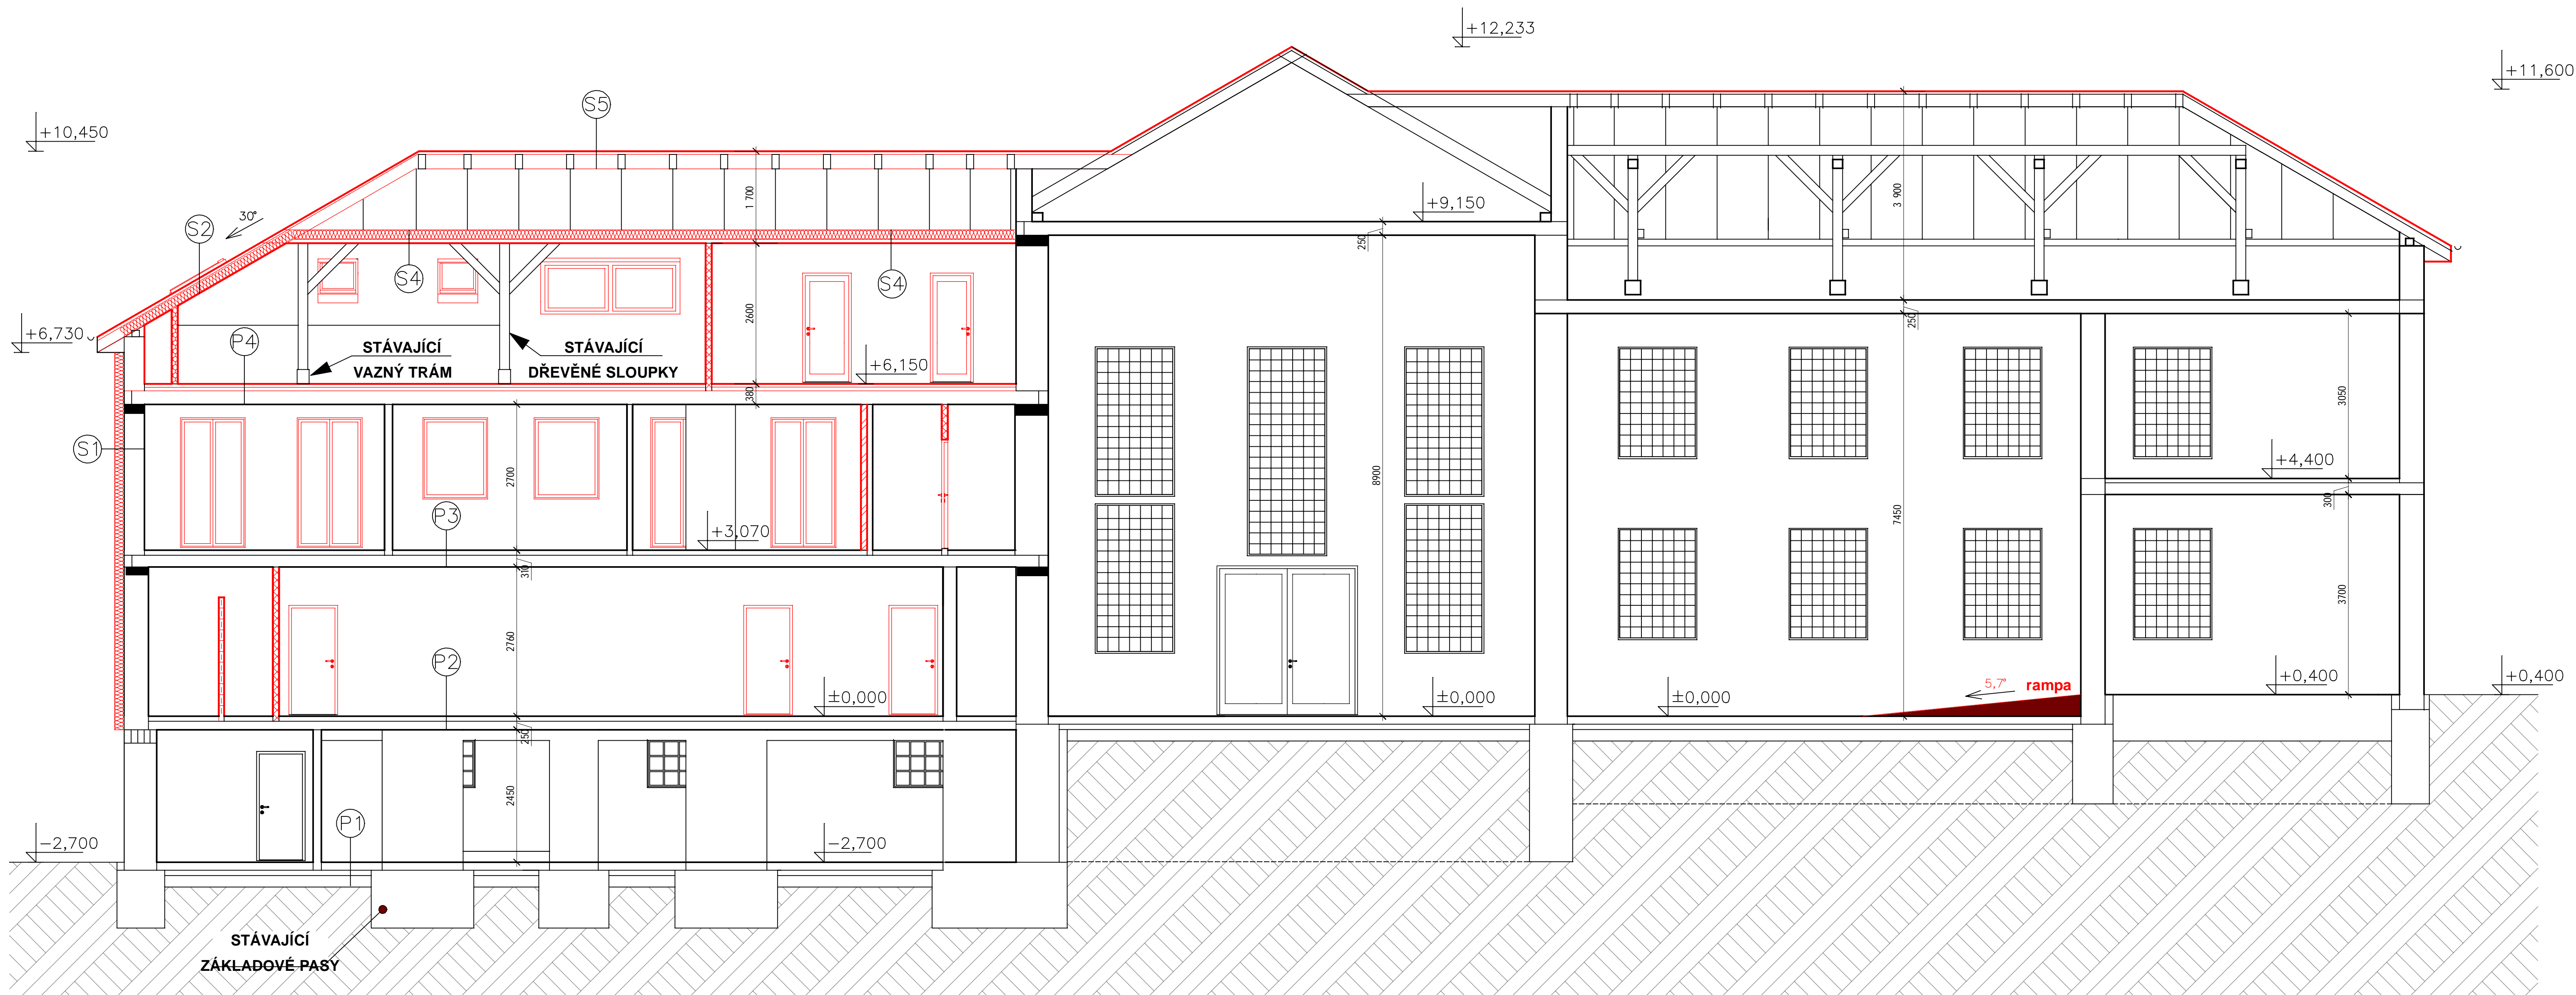 +12,233
+11,600
S5
+10,450
1 700
3 900
+9,150
30°
S2
250
S4
S4
2600
250
+6,730
P4
STÁVAJÍCÍ
VAZNÝ TRÁM
STÁVAJÍCÍ
DŘEVĚNÉ SLOUPKY
+6,150
380
3050
S1
2700
8900
+4,400
P3
+3,070
300
7450
310
3700
2760
P2
±0,000
±0,000
±0,000
5,7°
rampa
+0,400
+0,400
250
2450
P1
-2,700
-2,700
STÁVAJÍCÍ
ZÁKLADOVÉ PASY